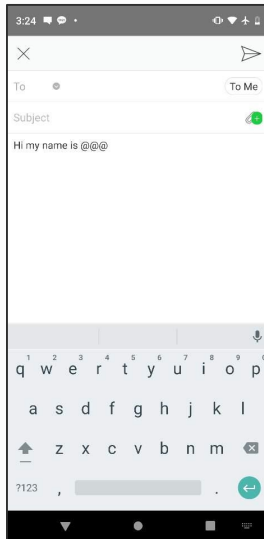 3:24
To
To Me
Subject
Hi my name is @@@
1 2 3 4 5 6 7 8 9 0
q w e r t y u i o p
a s d f g h j k l
z x c v b n m
?123 , .